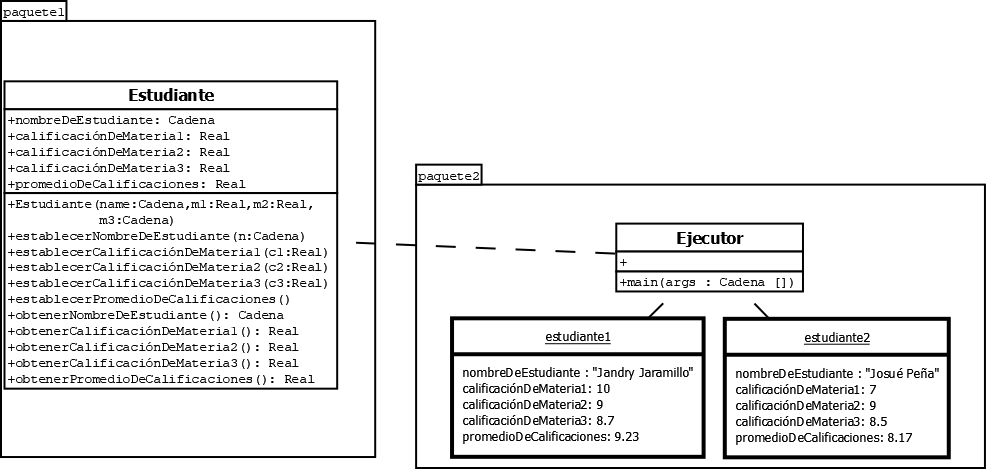 paquete1
Estudiante
+nombreDeEstudiante: Cadena
+calificaciónDeMateria1: Real
+calificaciónDeMateria2: Real
+calificaciónDeMateria3: Real
+promedioDeCalificaciones: Real
+Estudiante(name:Cadena,m1:Real,m2:Real,
m3:Cadena)
+establecerNombreDeEstudiante(n:Cadena)
+establecerCalificaciónDeMateria1(c1:Real)
+establecerCalificaciónDeMateria2(c2:Real)
+establecerCalificaciónDeMateria3(c3:Real)
+establecerPromedioDeCalificaciones()
+obtenerNombreDeEstudiante(): Cadena
+obtenerCalificaciónDeMateria1(): Real
+obtenerCalificaciónDeMateria2(): Real
+obtenerCalificaciónDeMateria3(): Real
+obtenerPromedioDeCalificaciones(): Real
paquete2
Ejecutor
+
+main(args : Cadena [])
estudiante1
nombreDeEstudiante : "Jandry Jaramillo"
calificaciónDeMateria1: 10
calificaciónDeMateria2: 9
calificaciónDeMateria3: 8.7
promedioDeCalificaciones: 9.23
estudiante2
nombreDeEstudiante : "Josué Peña"
calificaciónDeMateria1: 7
calificaciónDeMateria2: 9
calificaciónDeMateria3: 8.5
promedioDeCalificaciones: 8.17